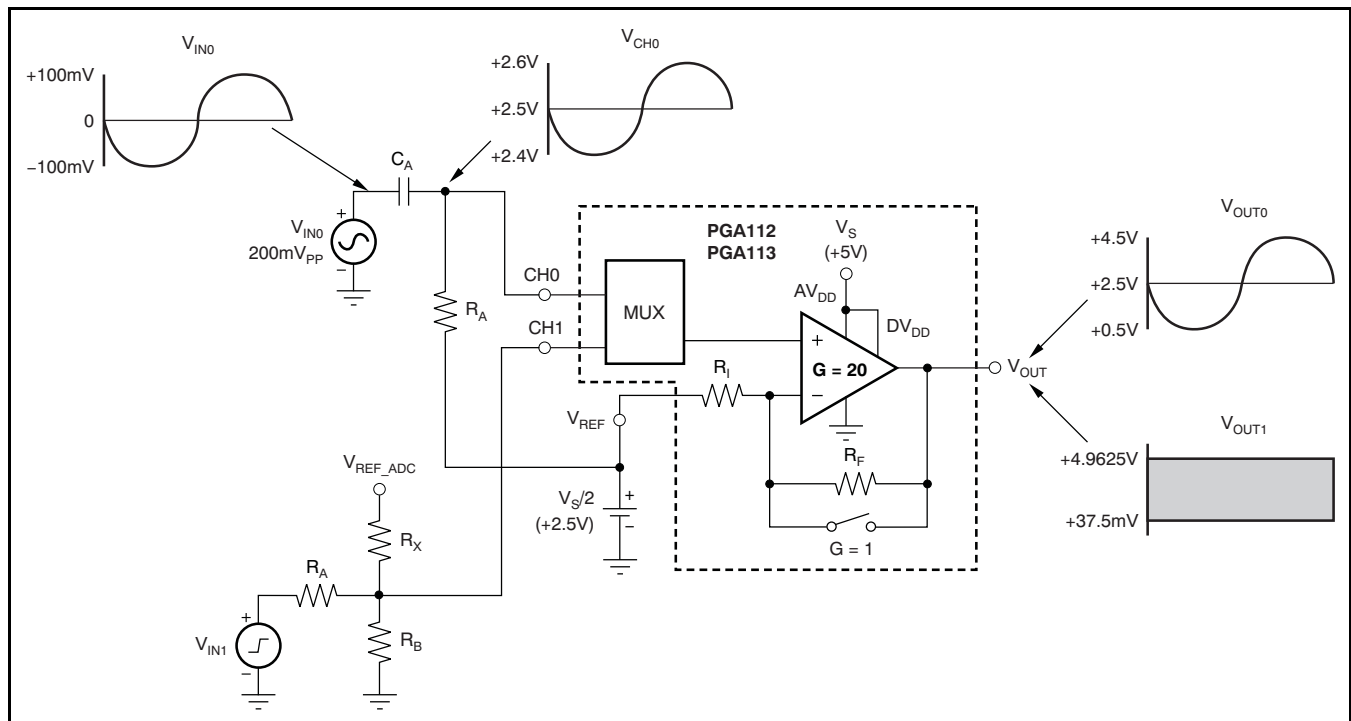 V_IN0
+100mV
0
−100mV
V_CH0
+2.6V
+2.5V
+2.4V
C_A
V_IN0
200mV_PP
+
−
R_A
CH0
CH1
MUX
PGA112
PGA113
V_S
(+5V)
AV_DD
DV_DD
+
G = 20
−
R_I
V_REF
R_F
G = 1
V_OUT
V_OUT0
+4.5V
+2.5V
+0.5V
V_OUT1
+4.9625V
+37.5mV
V_S/2
(+2.5V)
+
−
V_REF_ADC
R_X
R_A
R_B
V_IN1
+
−